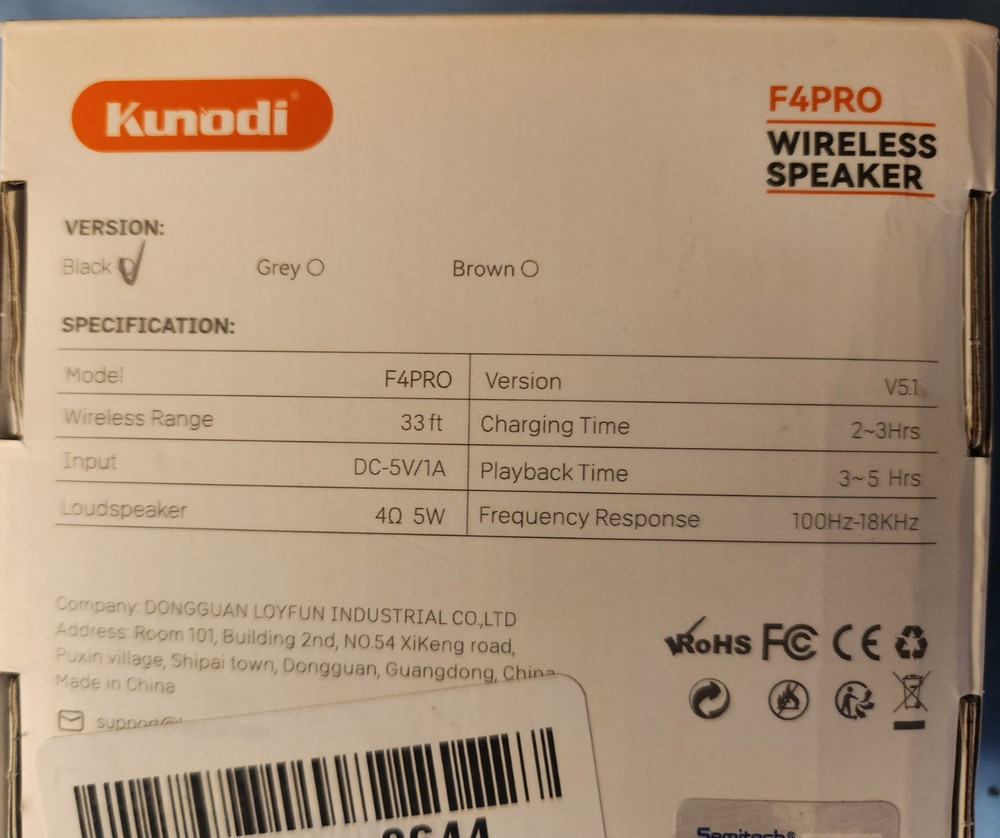 Kunodi®
F4PRO
WIRELESS
SPEAKER
VERSION:
Black Grey Brown
SPECIFICATION:
Model F4PRO Version V5.1
Wireless Range 33 ft Charging Time 2~3Hrs
Input DC-5V/1A Playback Time 3~5 Hrs
Loudspeaker 4Ω 5W Frequency Response 100Hz-18KHz
Company: DONGGUAN LOYFUN INDUSTRIAL CO.,LTD
Address: Room 101, Building 2nd, NO.54 XiKeng road,
Puxin village, Shipai town, Dongguan, Guangdong, China
Made in China
RoHS FC CE